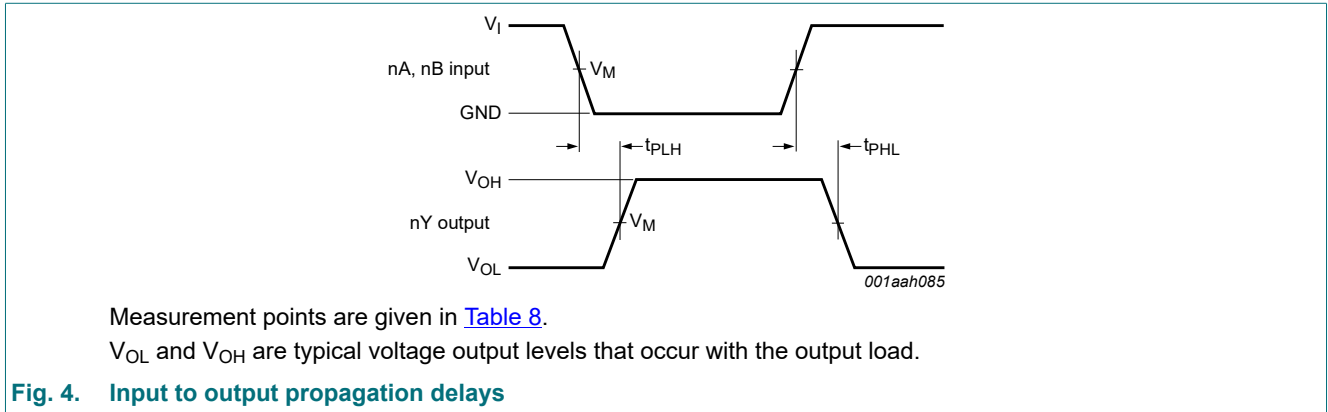 VI
nA, nB input
VM
GND
tPLH
tPHL
VOH
nY output
VM
VOL
001aah085
Measurement points are given in Table 8.
VOL and VOH are typical voltage output levels that occur with the output load.
Fig. 4. Input to output propagation delays